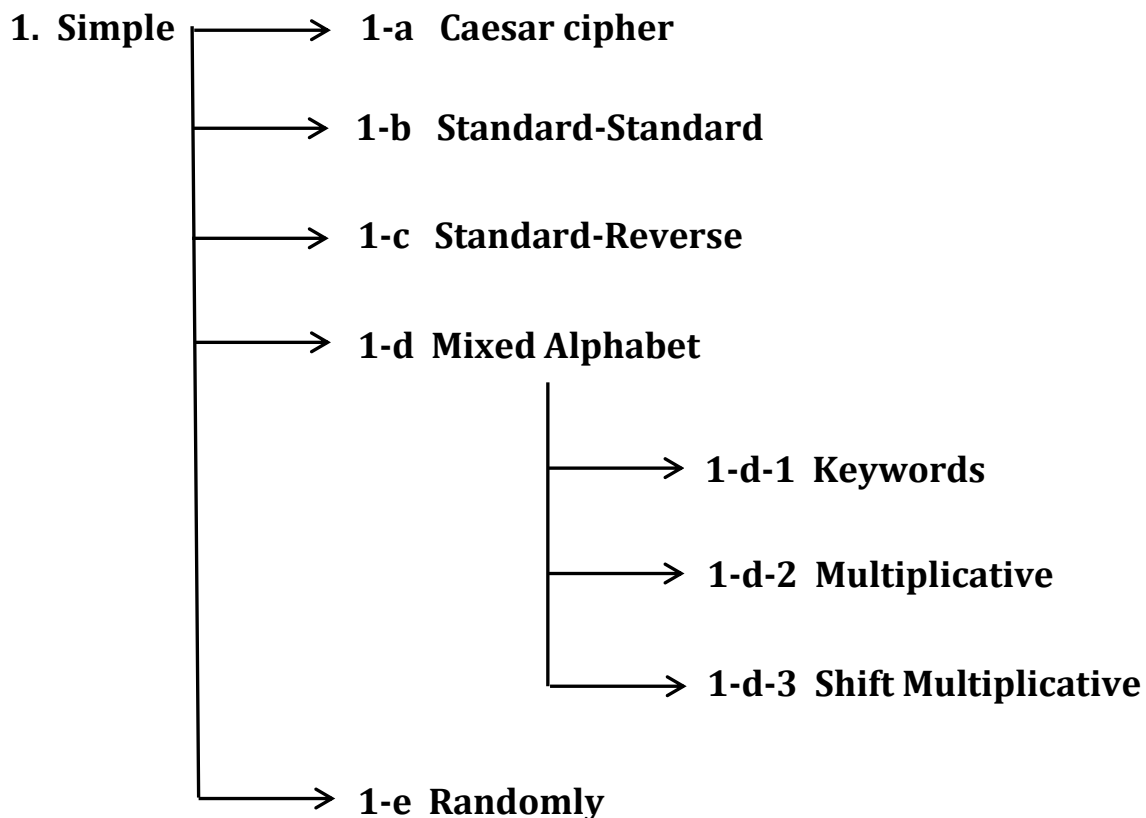 1. Simple
1-a Caesar cipher
1-b Standard-Standard
1-c Standard-Reverse
1-d Mixed Alphabet
1-d-1 Keywords
1-d-2 Multiplicative
1-d-3 Shift Multiplicative
1-e Randomly